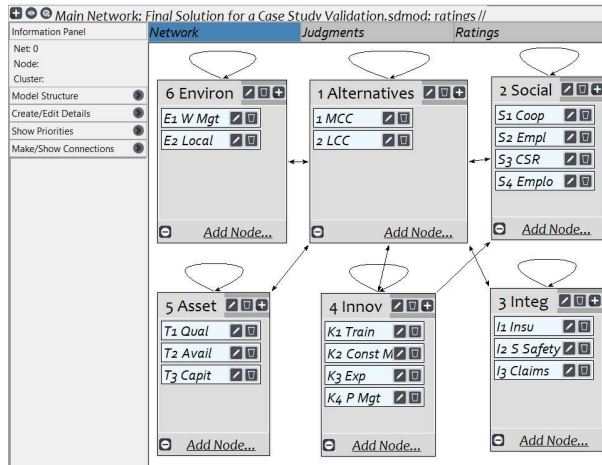 Main Network: Final Solution for a Case Study Validation.sdmod: ratings //
Information Panel
Network
Judgments
Ratings
Net: 0
Node:
Cluster:
Model Structure
Create/Edit Details
Show Priorities
Make/Show Connections
6 Environ
E1 W Mgt
E2 Local
Add Node...
1 Alternatives
1 MCC
2 LCC
Add Node...
2 Social
S1 Coop
S2 Empl
S3 CSR
S4 Emplo
Add Node...
5 Asset
T1 Qual
T2 Avail
T3 Capit
Add Node...
4 Innov
K1 Train
K2 Const M
K3 Exp
K4 P Mgt
Add Node...
3 Integ
I1 Insu
I2 S Safety
I3 Claims
Add Node...